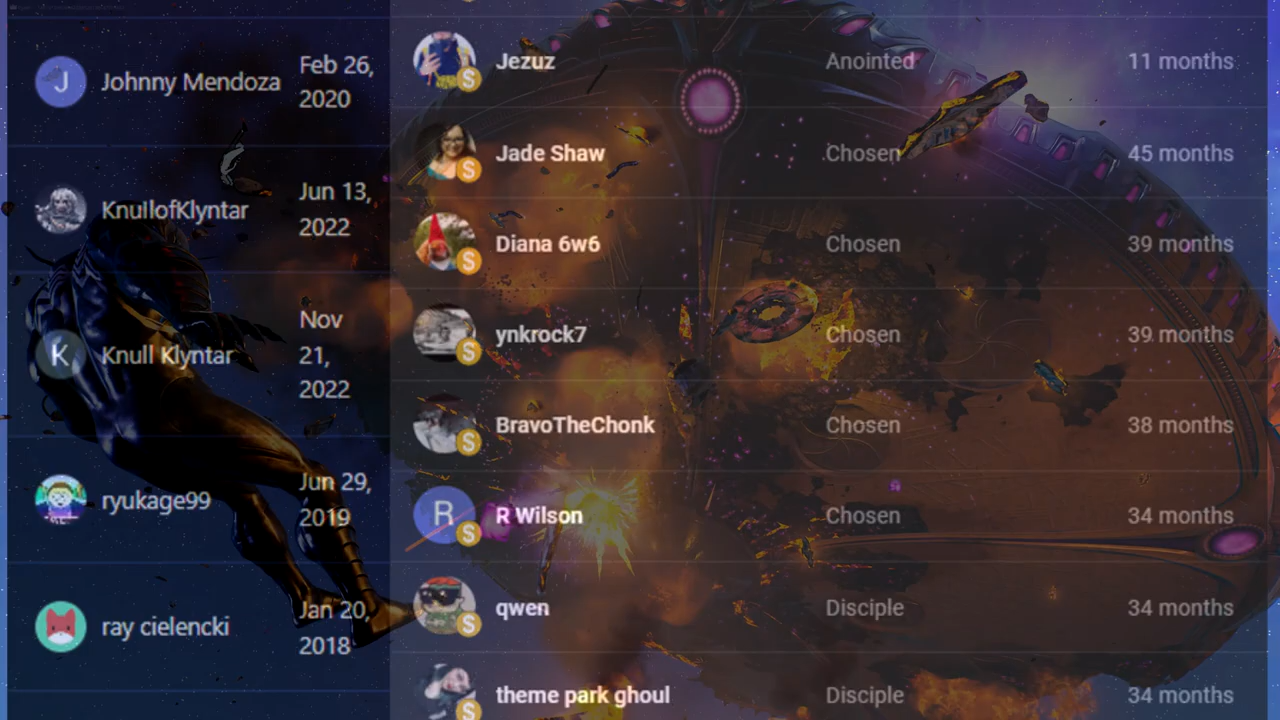 Johnny Mendoza
Feb 26,
2020
KnullofKlyntar
Jun 13,
2022
Knull Klyntar
Nov
21,
2022
ryukage99
Jun 29,
2019
ray cielencki
Jan 20,
2018
Jezuz Anointed 11 months
Jade Shaw Chosen 45 months
Diana 6w6 Chosen 39 months
ynkrock7 Chosen 39 months
BravoTheChonk Chosen 38 months
R Wilson Chosen 34 months
qwen Disciple 34 months
theme park ghoul Disciple 34 months
J
K
R